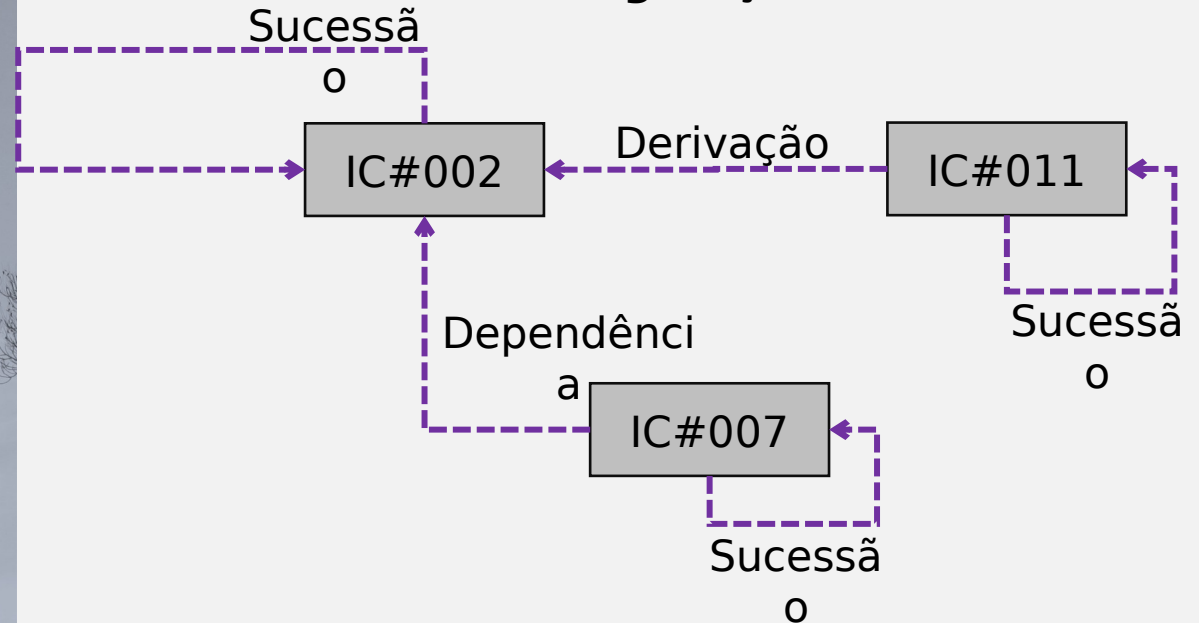 Sucessã
o
Derivação
IC#002
IC#011
Sucessã
o
Dependênci
a
IC#007
Sucessã
o